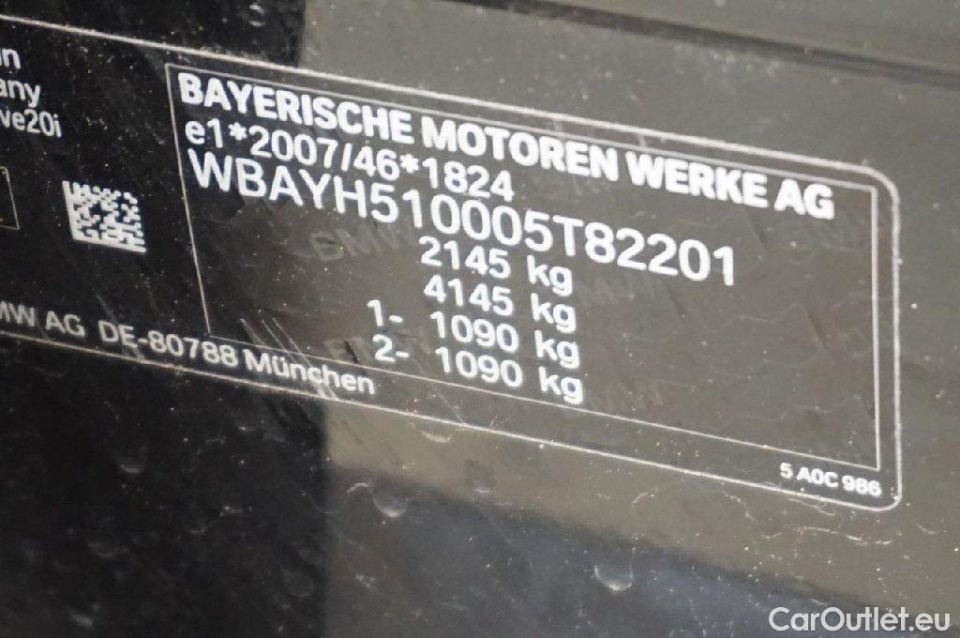 in
any
ve20i
BAYERISCHE MOTOREN WERKE AG
e1*2007/46*1824
WBAYH510005T82201
2145 kg
4145 kg
1- 1090 kg
2- 1090 kg
MW AG DE-80788 München
5 A0C 986
CarOutlet.eu